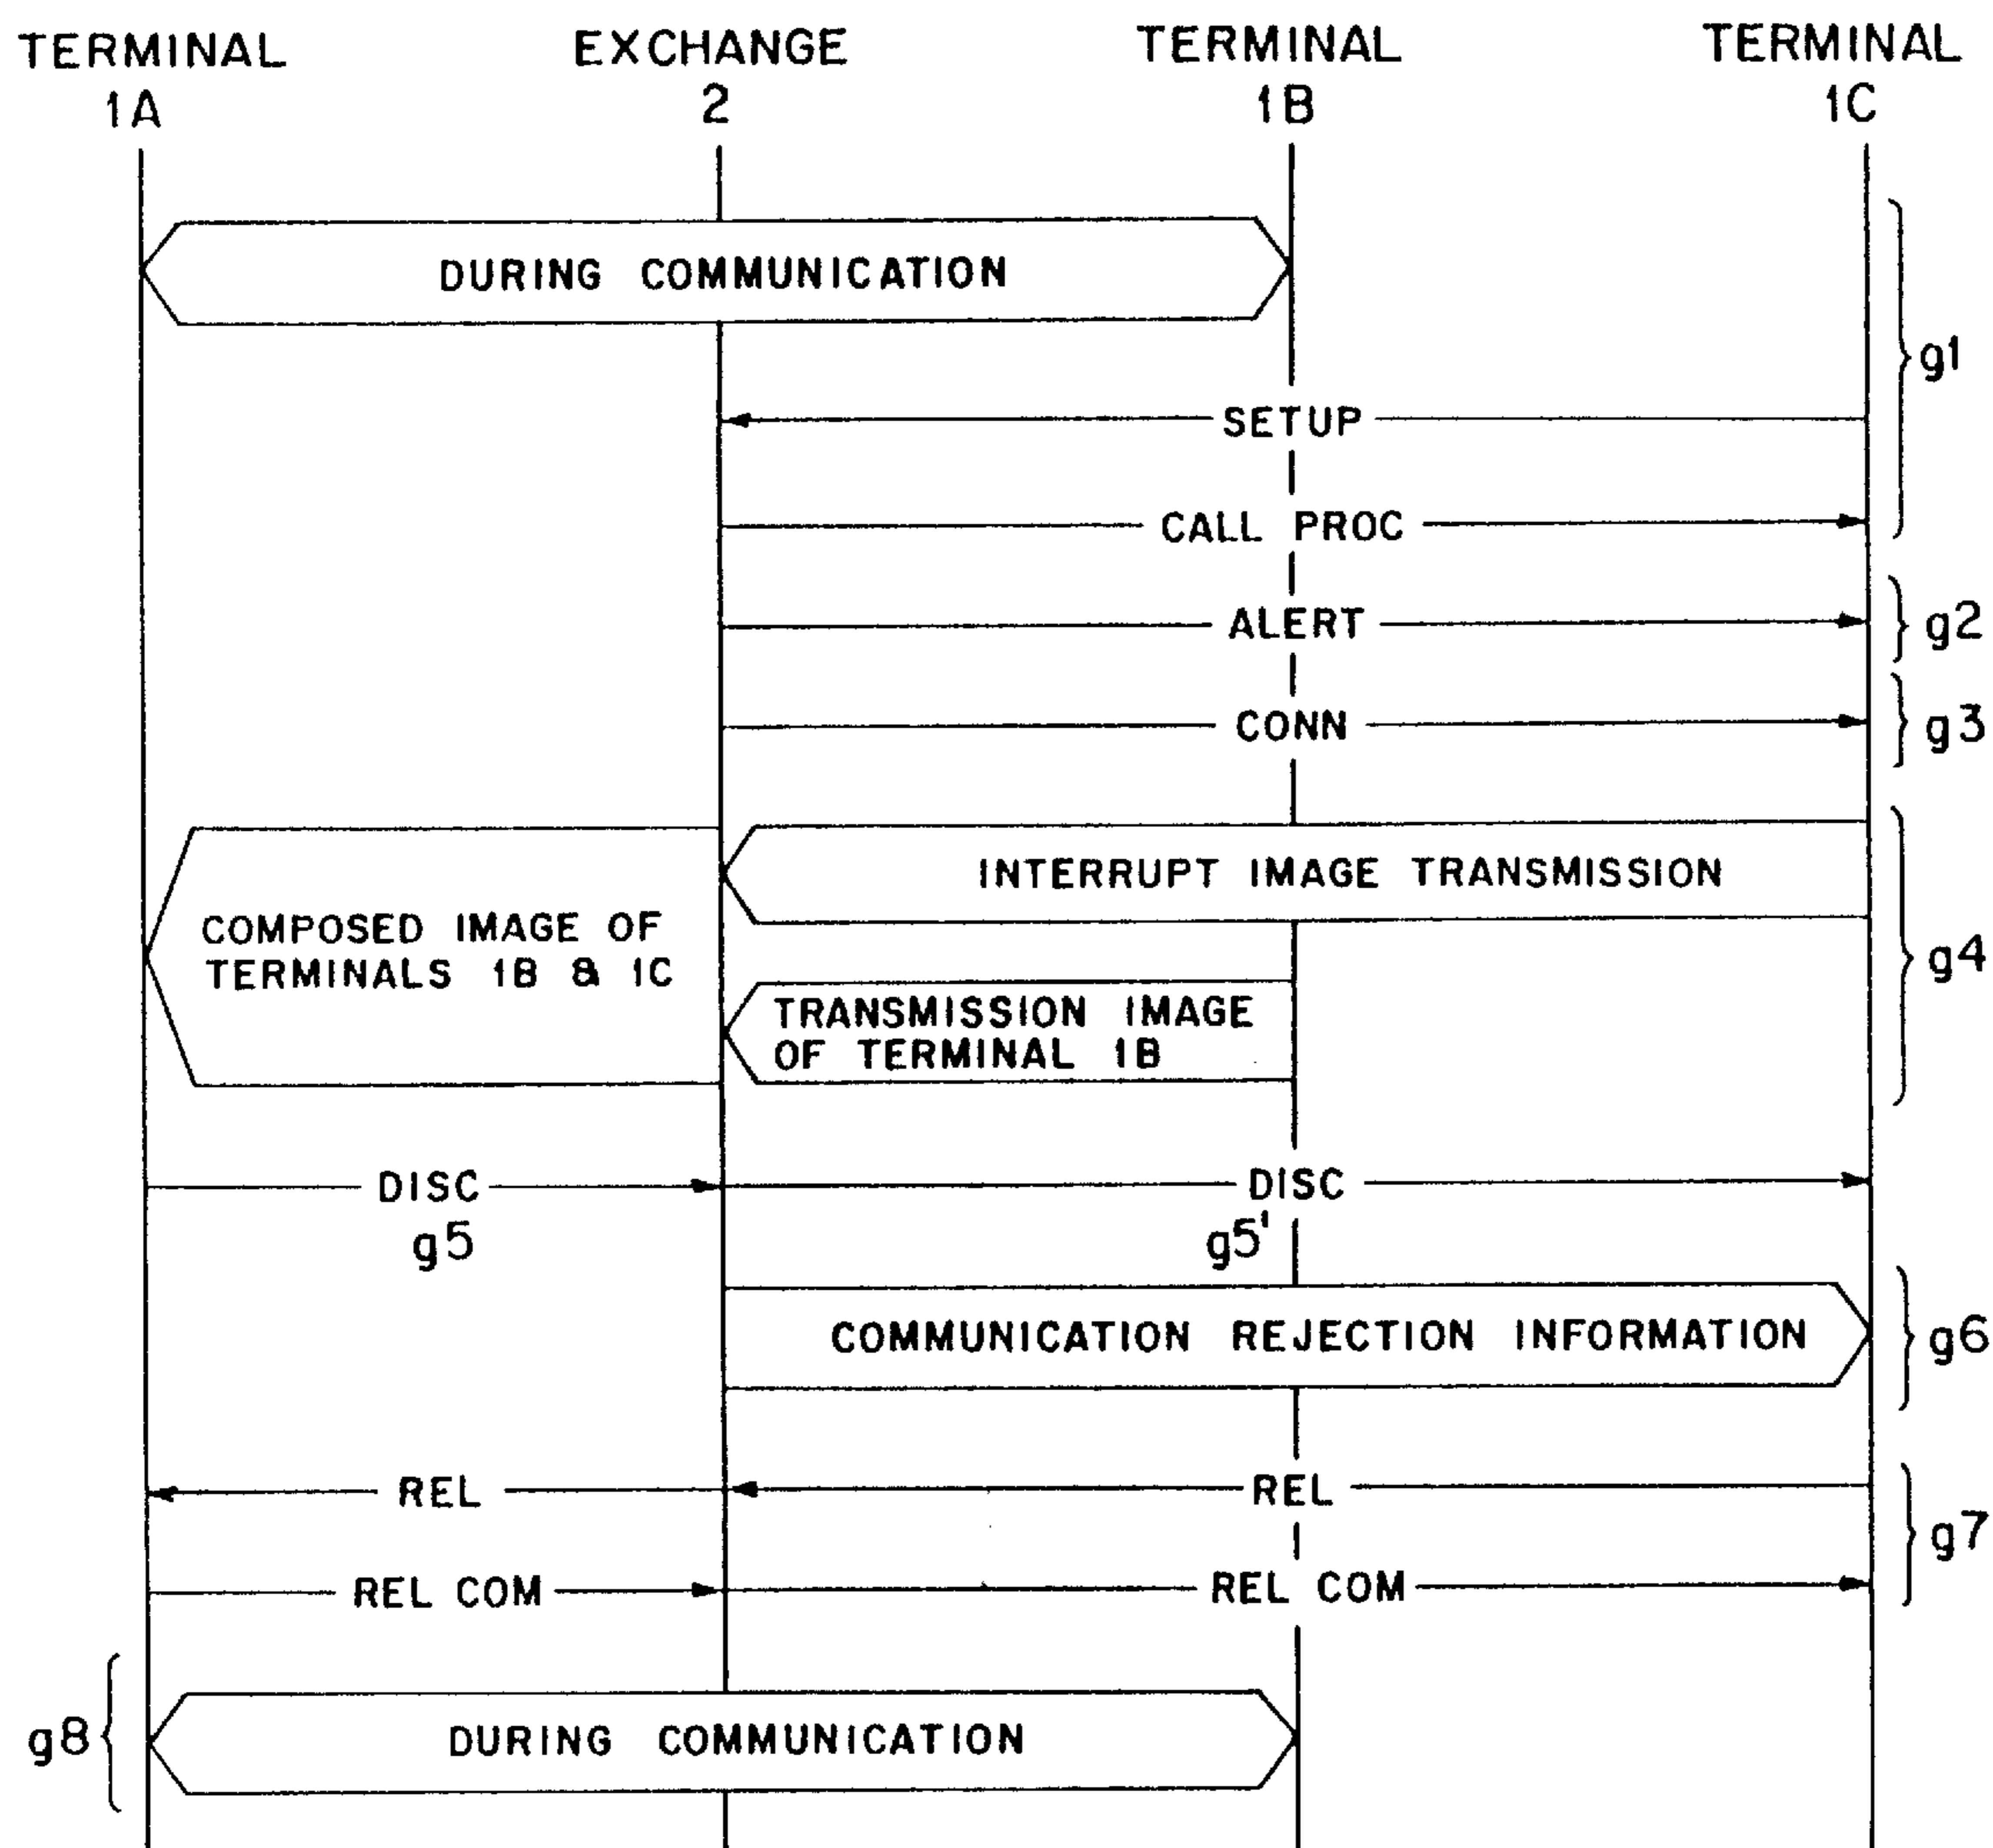 TERMINAL 1A
EXCHANGE 2
TERMINAL 1B
TERMINAL 1C
DURING COMMUNICATION
SETUP
g1
CALL PROC
ALERT
g2
CONN
g3
INTERRUPT IMAGE TRANSMISSION
COMPOSED IMAGE OF
TERMINALS 1B & 1C
g4
TRANSMISSION IMAGE
OF TERMINAL 1B
DISC
DISC
g5
g5'
COMMUNICATION REJECTION INFORMATION
g6
REL
REL
g7
REL COM
REL COM
g8
DURING COMMUNICATION